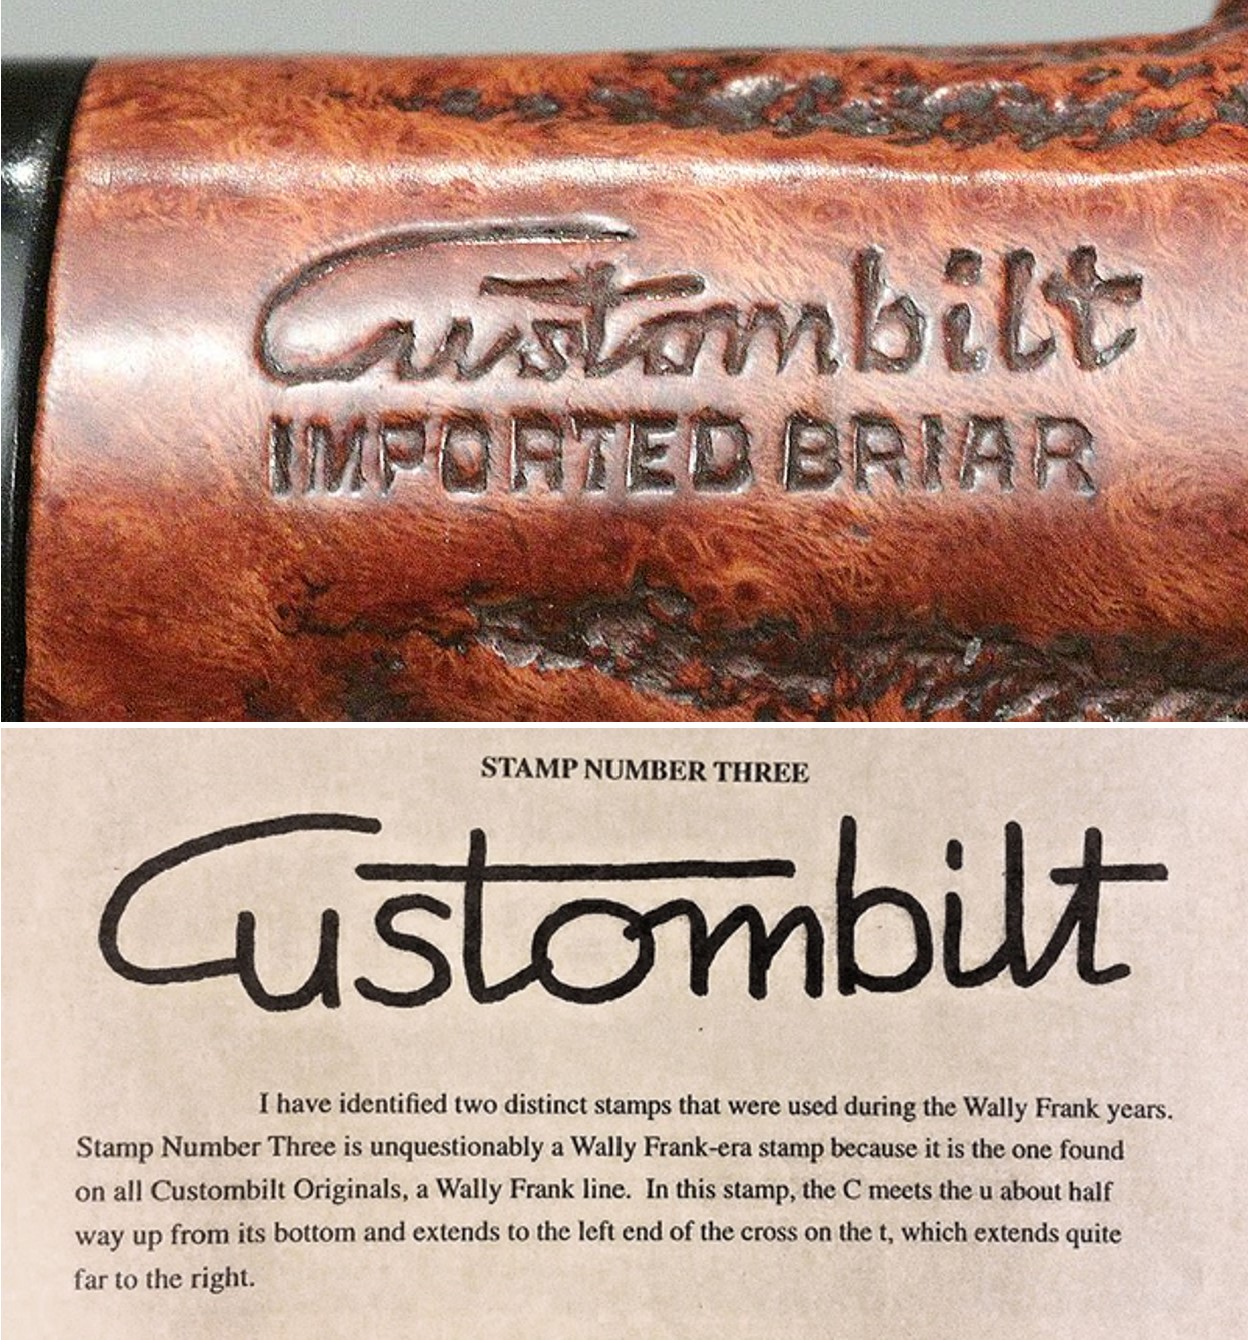 Custombilt
IMPORTED BRIAR
STAMP NUMBER THREE
Custombilt
I have identified two distinct stamps that were used during the Wally Frank years.
Stamp Number Three is unquestionably a Wally Frank-era stamp because it is the one found
on all Custombilt Originals, a Wally Frank line. In this stamp, the C meets the u about half
way up from its bottom and extends to the left end of the cross on the t, which extends quite
far to the right.